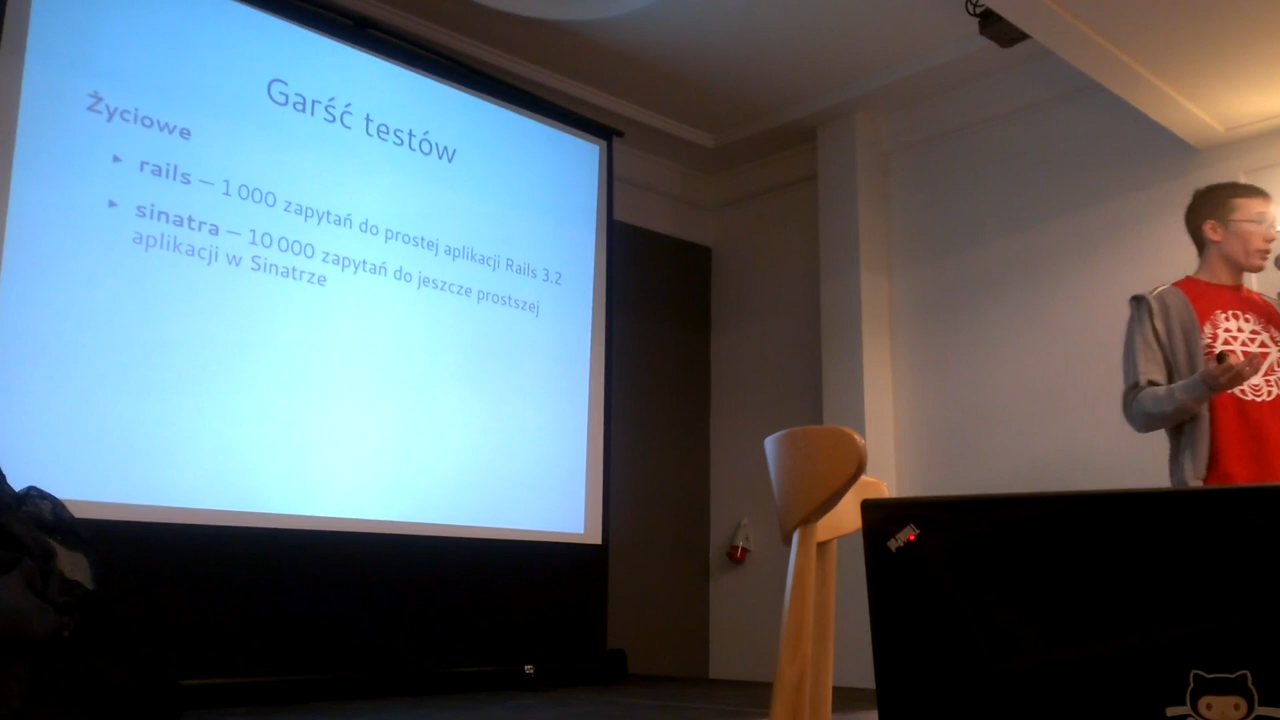 Garść testów
Życiowe
rails – 1 000 zapytań do prostej aplikacji Rails 3.2
sinatra – 10 000 zapytań do jeszcze prostszej
aplikacji w Sinatrze
ThinkPad